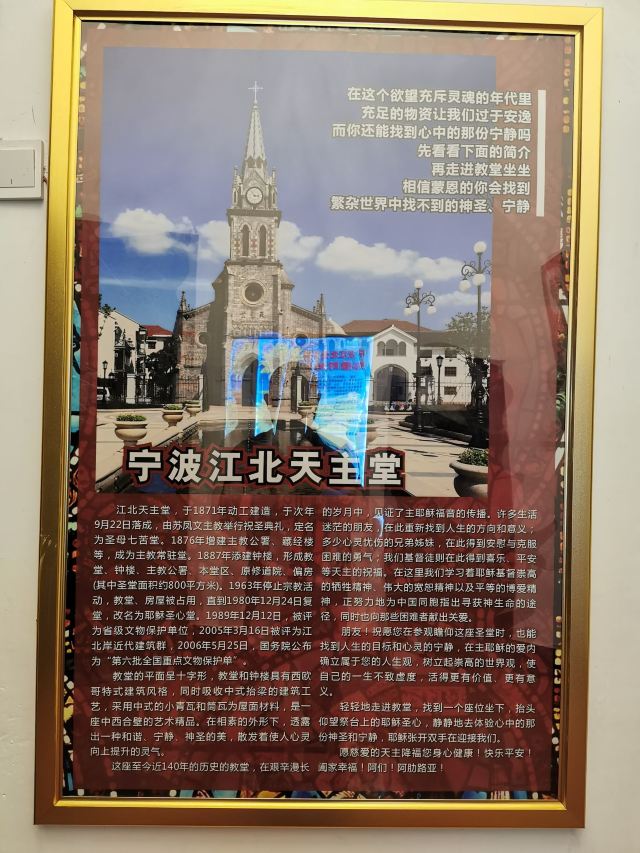 在这个欲望充斥灵魂的年代里
充足的物资让我们过于安逸
而你还能找到心中的那份宁静吗
先看看下面的简介
再走进教堂坐坐
相信蒙恩的你会找到
繁杂世界中找不到的神圣、宁静
宁波江北天主堂
江北天主堂，于1871年动工建造，于次年
9月22日落成，由苏凤文主教举行祝圣典礼，定名
为圣母七苦堂。1876年增建主教公署、藏经楼
等，成为主教常驻堂。1887年添建钟楼，形成教
堂、钟楼、主教公署、本堂区、原修道院、偏房
(其中圣堂面积约800平方米)。1963年停止宗教活
动，教堂、房屋被占用，直到1980年12月24日复
堂，改名为耶稣圣心堂。1989年12月12日，被评
为省级文物保护单位，2005年3月16日被评为江
北岸近代建筑群，2006年5月25日，国务院公布
为“第六批全国重点文物保护单”。
教堂的平面呈十字形，教堂和钟楼具有西欧
哥特式建筑风格，同时吸收中式抬梁的建筑工
艺，采用中式的小青瓦和筒瓦为屋面材料，是一
座中西合壁的艺术精品。在相素的外形下，透露
出一种和谐、宁静、神圣的美，散发着使人心灵
向上提升的灵气。
这座至今近140年的历史的教堂，在艰辛漫长
的岁月中，见证了主耶稣福音的传播。许多生活
迷茫的朋友，在此重新找到人生的方向和意义；
多少心灵忧伤的兄弟姊妹，在此得到安慰与克服
困难的勇气；我们基督徒则在此得到喜乐、平安
等天主的祝福。在这里我们学习着耶稣基督崇高
的牺牲精神、伟大的宽恕精神以及平等的博爱精
神，正努力地为中国同胞指出寻获神生命的途
径，同时也向那些困难者献出关爱。
朋友！祝愿您在参观瞻仰这座圣堂时，也能
找到人生的目标和心灵的宁静，在主耶稣的爱内
确立属于您的人生观，树立起崇高的世界观，使
自己的一生不致虚度，活得更有价值、更有意
义。
轻轻地走进教堂，找到一个座位坐下，抬头
仰望祭台上的耶稣圣心，静静地去体验心中的那
份神圣和宁静，耶稣张开双手在迎接我们。
愿慈爱的天主降福您身心健康！快乐平安！
阖家幸福！阿们！阿肋路亚！